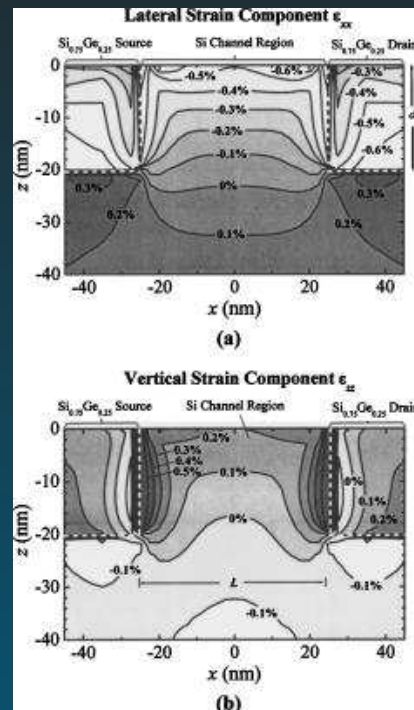 Lateral Strain Component εxx
Si0.75Ge0.25 Source Si Channel Region Si0.75Ge0.25 Drain
0
-0.5% -0.6% -0.3%
-0.4% -0.4%
-10
-0.3% -0.5%
-0.2%
-0.1% -0.6%
-20
0.3% 0% 0.3%
0.2% 0.2%
-30
0.1%
-40
z (nm)
-40 -20 0 20 40
x (nm)
(a)
Vertical Strain Component εzz
Si0.75Ge0.25 Source Si Channel Region Si0.75Ge0.25 Drain
0
0.2%
0.3%
0.4% 0%
0.5% 0.1% 0.1%
-10
0.2%
0%
-20
-0.1% -0.1%
L
-30
-0.1%
-40
z (nm)
-40 -20 0 20 40
x (nm)
(b)